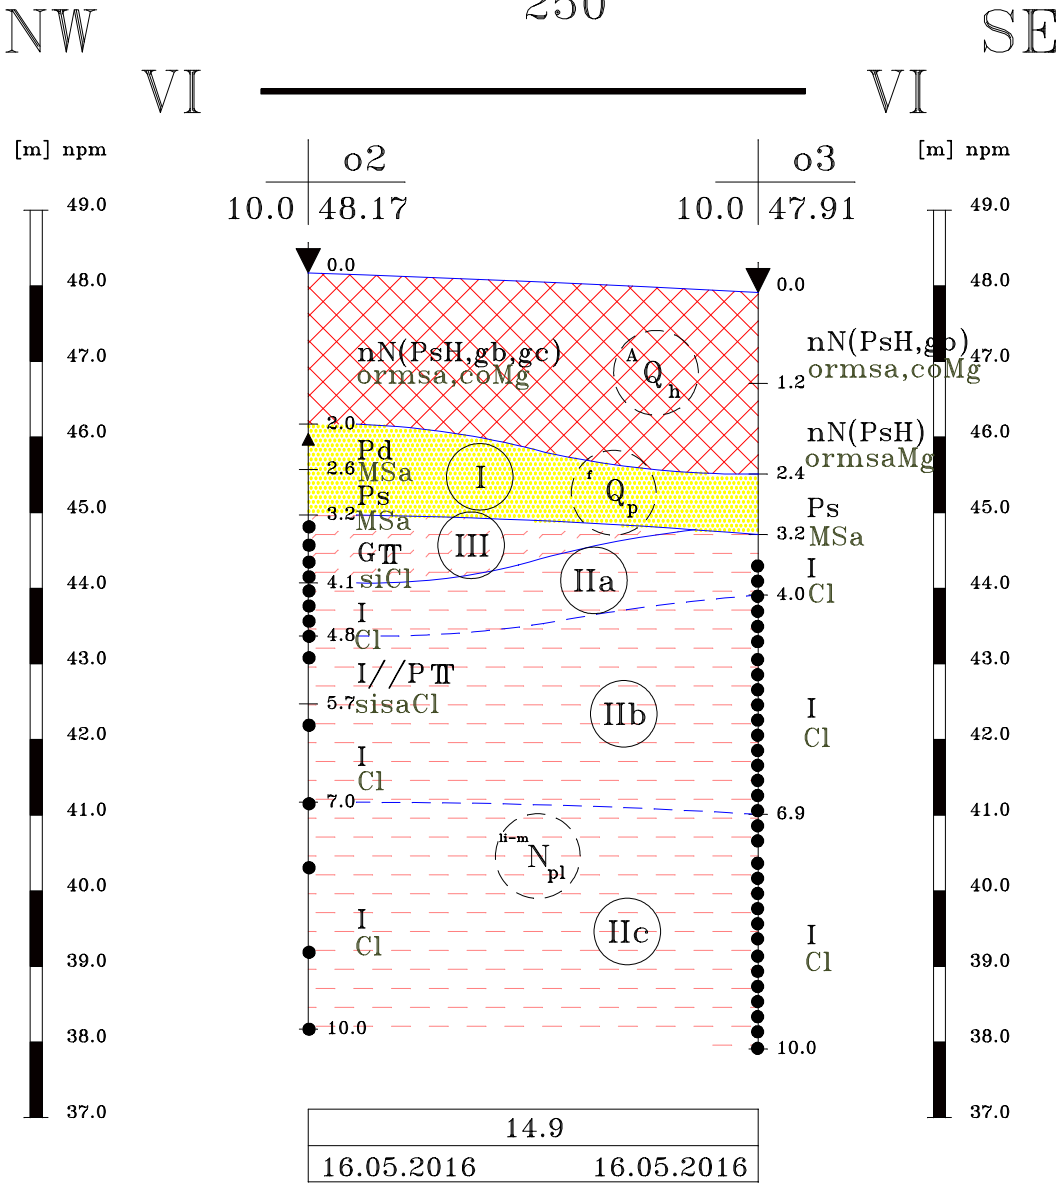 250
NW SE
VI VI
[m] npm [m] npm
o2 o3
10.0 48.17 10.0 47.91
49.0 49.0
0.0
48.0 0.0 48.0
nN(PsH,gb,gc) A Q h nN(PsH,gb) 47.0
47.0 ormsa,coMg 1.2 ormsa,coMg
2.0
46.0 nN(PsH) 46.0
Pd ormsaMg
2.6 MSa I f Q p 2.4
45.0 Ps Ps 45.0
3.2 MSa 3.2 MSa
III
GΠ IIa I
44.0 4.1 siCl 4.0 Cl 44.0
I
4.8 Cl
43.0 I//PΠ 43.0
5.7 sisaCl IIb I
42.0 Cl 42.0
I
Cl
41.0 7.0 6.9 41.0
li-m N pl
40.0 40.0
I IIc I
39.0 Cl Cl 39.0
38.0 10.0 38.0
10.0
37.0 37.0
14.9
16.05.2016 16.05.2016